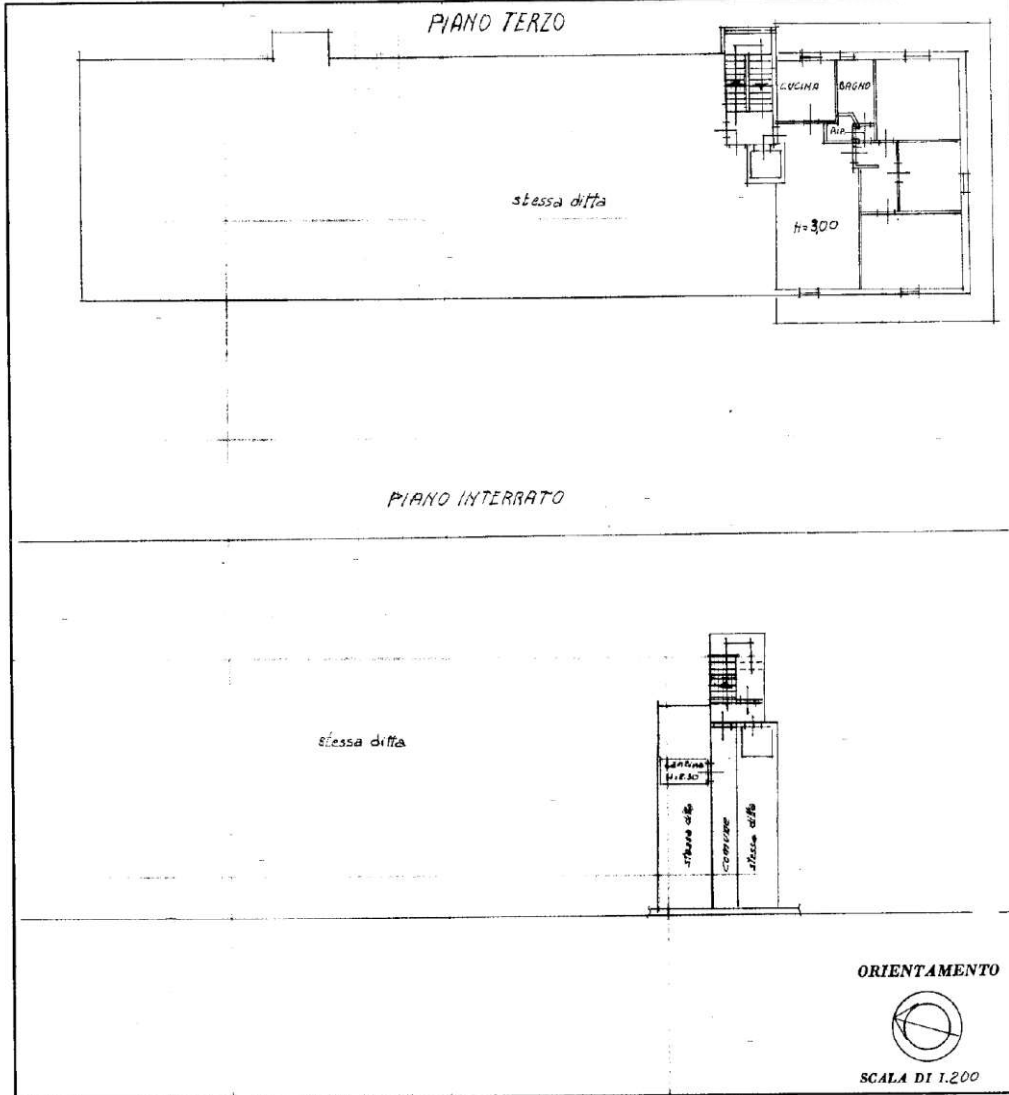 PIANO TERZO
CUCINA
BAGNO
RIP.
stessa ditta
H=3,00
PIANO INTERRATO
stessa ditta
cantina
H=2.30
stessa ditta
COMUNE
stessa ditta
ORIENTAMENTO
SCALA DI 1.200